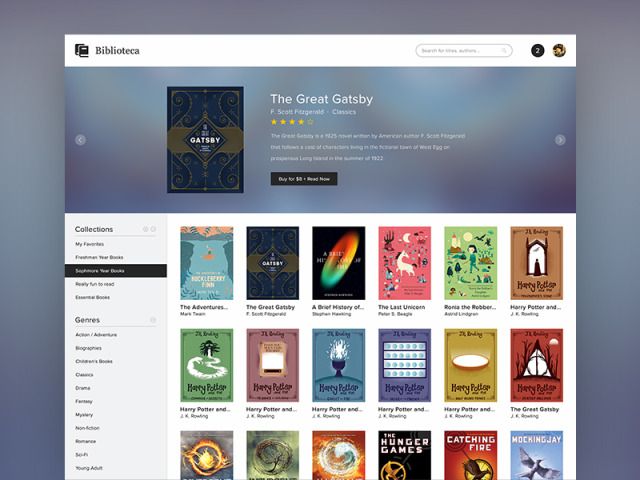 Biblioteca
Search for titles, authors...
2
The Great Gatsby
F. Scott Fitzgerald · Classics
The Great Gatsby is a 1925 novel written by American author F. Scott Fitzgerald
that follows a cast of characters living in the fictional town of West Egg on
prosperous Long Island in the summer of 1922.
Buy for $8 • Read Now
THE GREAT
GATSBY
Collections
My Favorites
Freshman Year Books
Sophmore Year Books
Really fun to read
Essential Books
Genres
Action / Adventure
Biographies
Children's Books
Classics
Drama
Fantasy
Mystery
Non-fiction
Romance
Sci-Fi
Young Adult
HUCKLEBERRY
FINN
GATSBY
A BRIEF
HISTORY OF
STEPHEN HAWKING
J.K. Rowling
Harry Potter
The Adventures...
Mark Twain
The Great Gatsby
F. Scott Fitzgerald
A Brief History of...
Stephen Hawking
The Last Unicorn
Peter S. Beagle
Ronia the Robber...
Astrid Lindgren
Harry Potter and...
J. K. Rowling
J.K. Rowling
Harry Potter
J.K. Rowling
Harry Potter
J.K. Rowling
Harry Potter
J.K. Rowling
Harry Potter
J.K. Rowling
Harry Potter
J.K. Rowling
Harry Potter
Harry Potter and...
J. K. Rowling
Harry Potter and...
J. K. Rowling
Harry Potter and...
J. K. Rowling
Harry Potter and...
J. K. Rowling
Harry Potter and...
J. K. Rowling
The Great Gatsby
J. K. Rowling
DIVERGENT
INSURGENT
THE
HUNGER
GAMES
CATCHING
FIRE
MOCKINGJAY